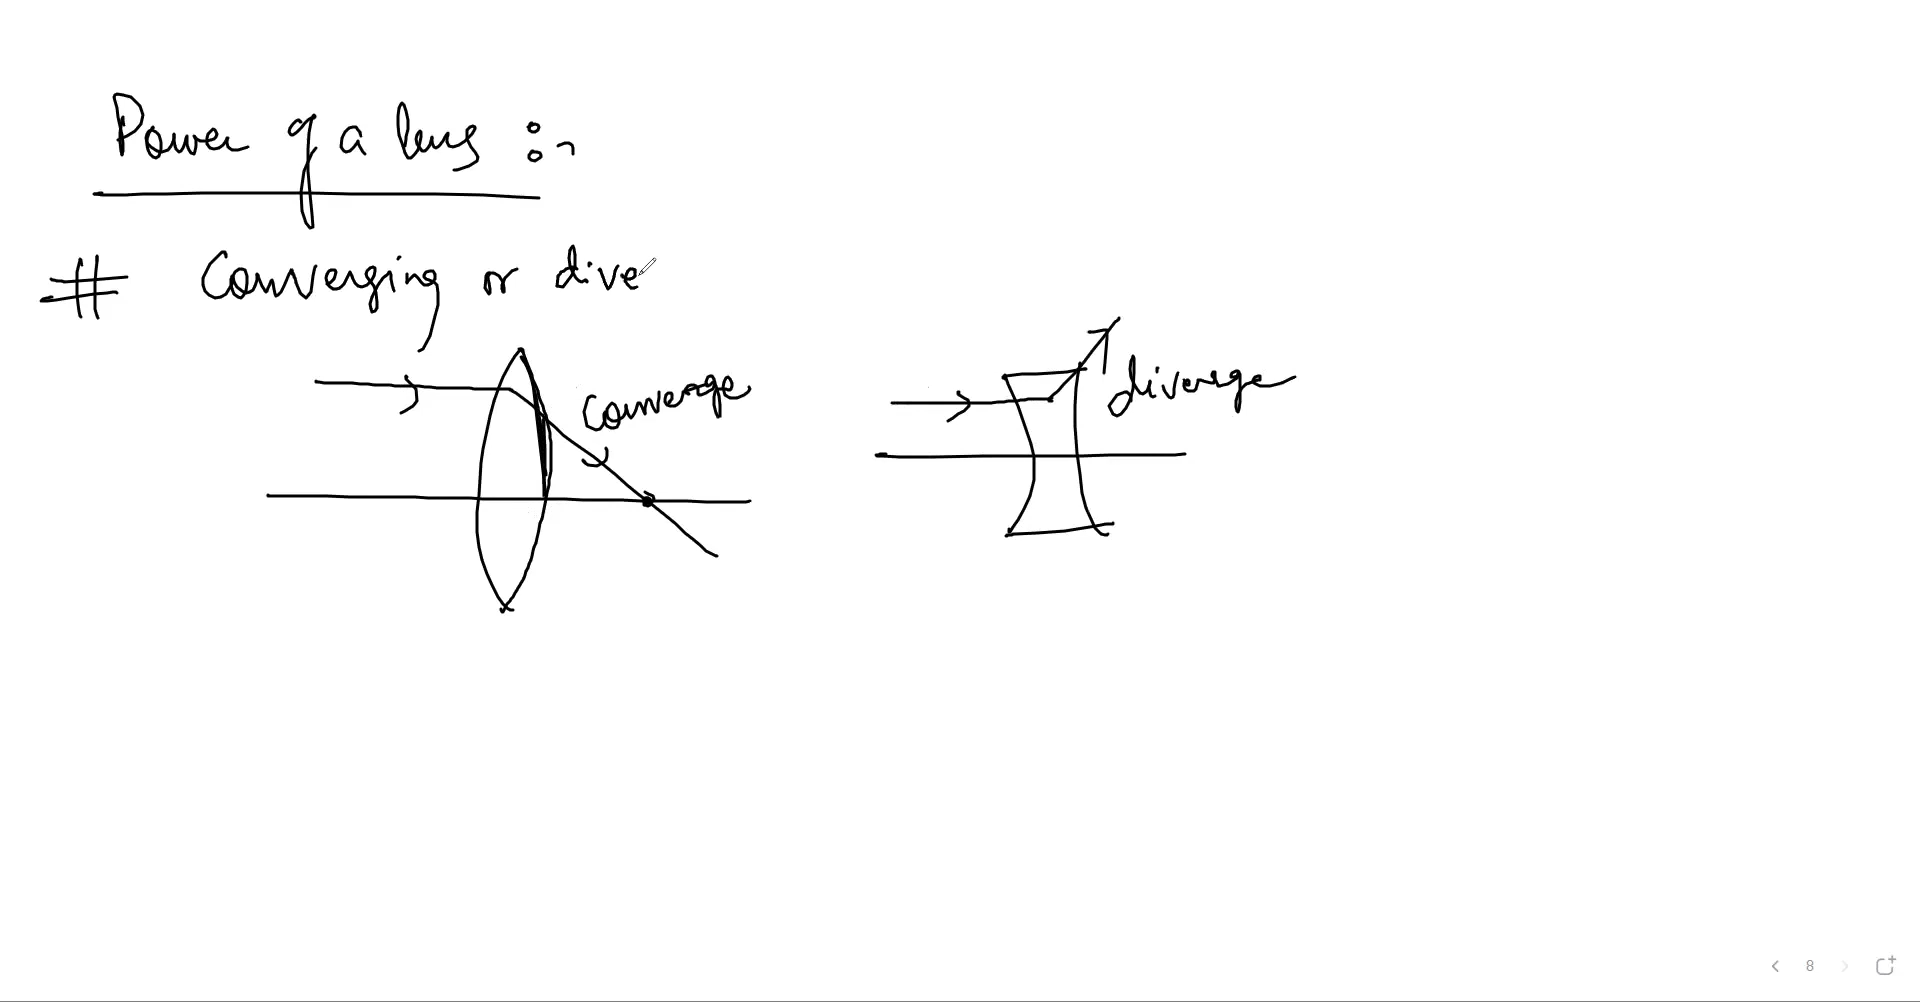 Power of a lens :-
# Converging or dive
converge
diverge
8